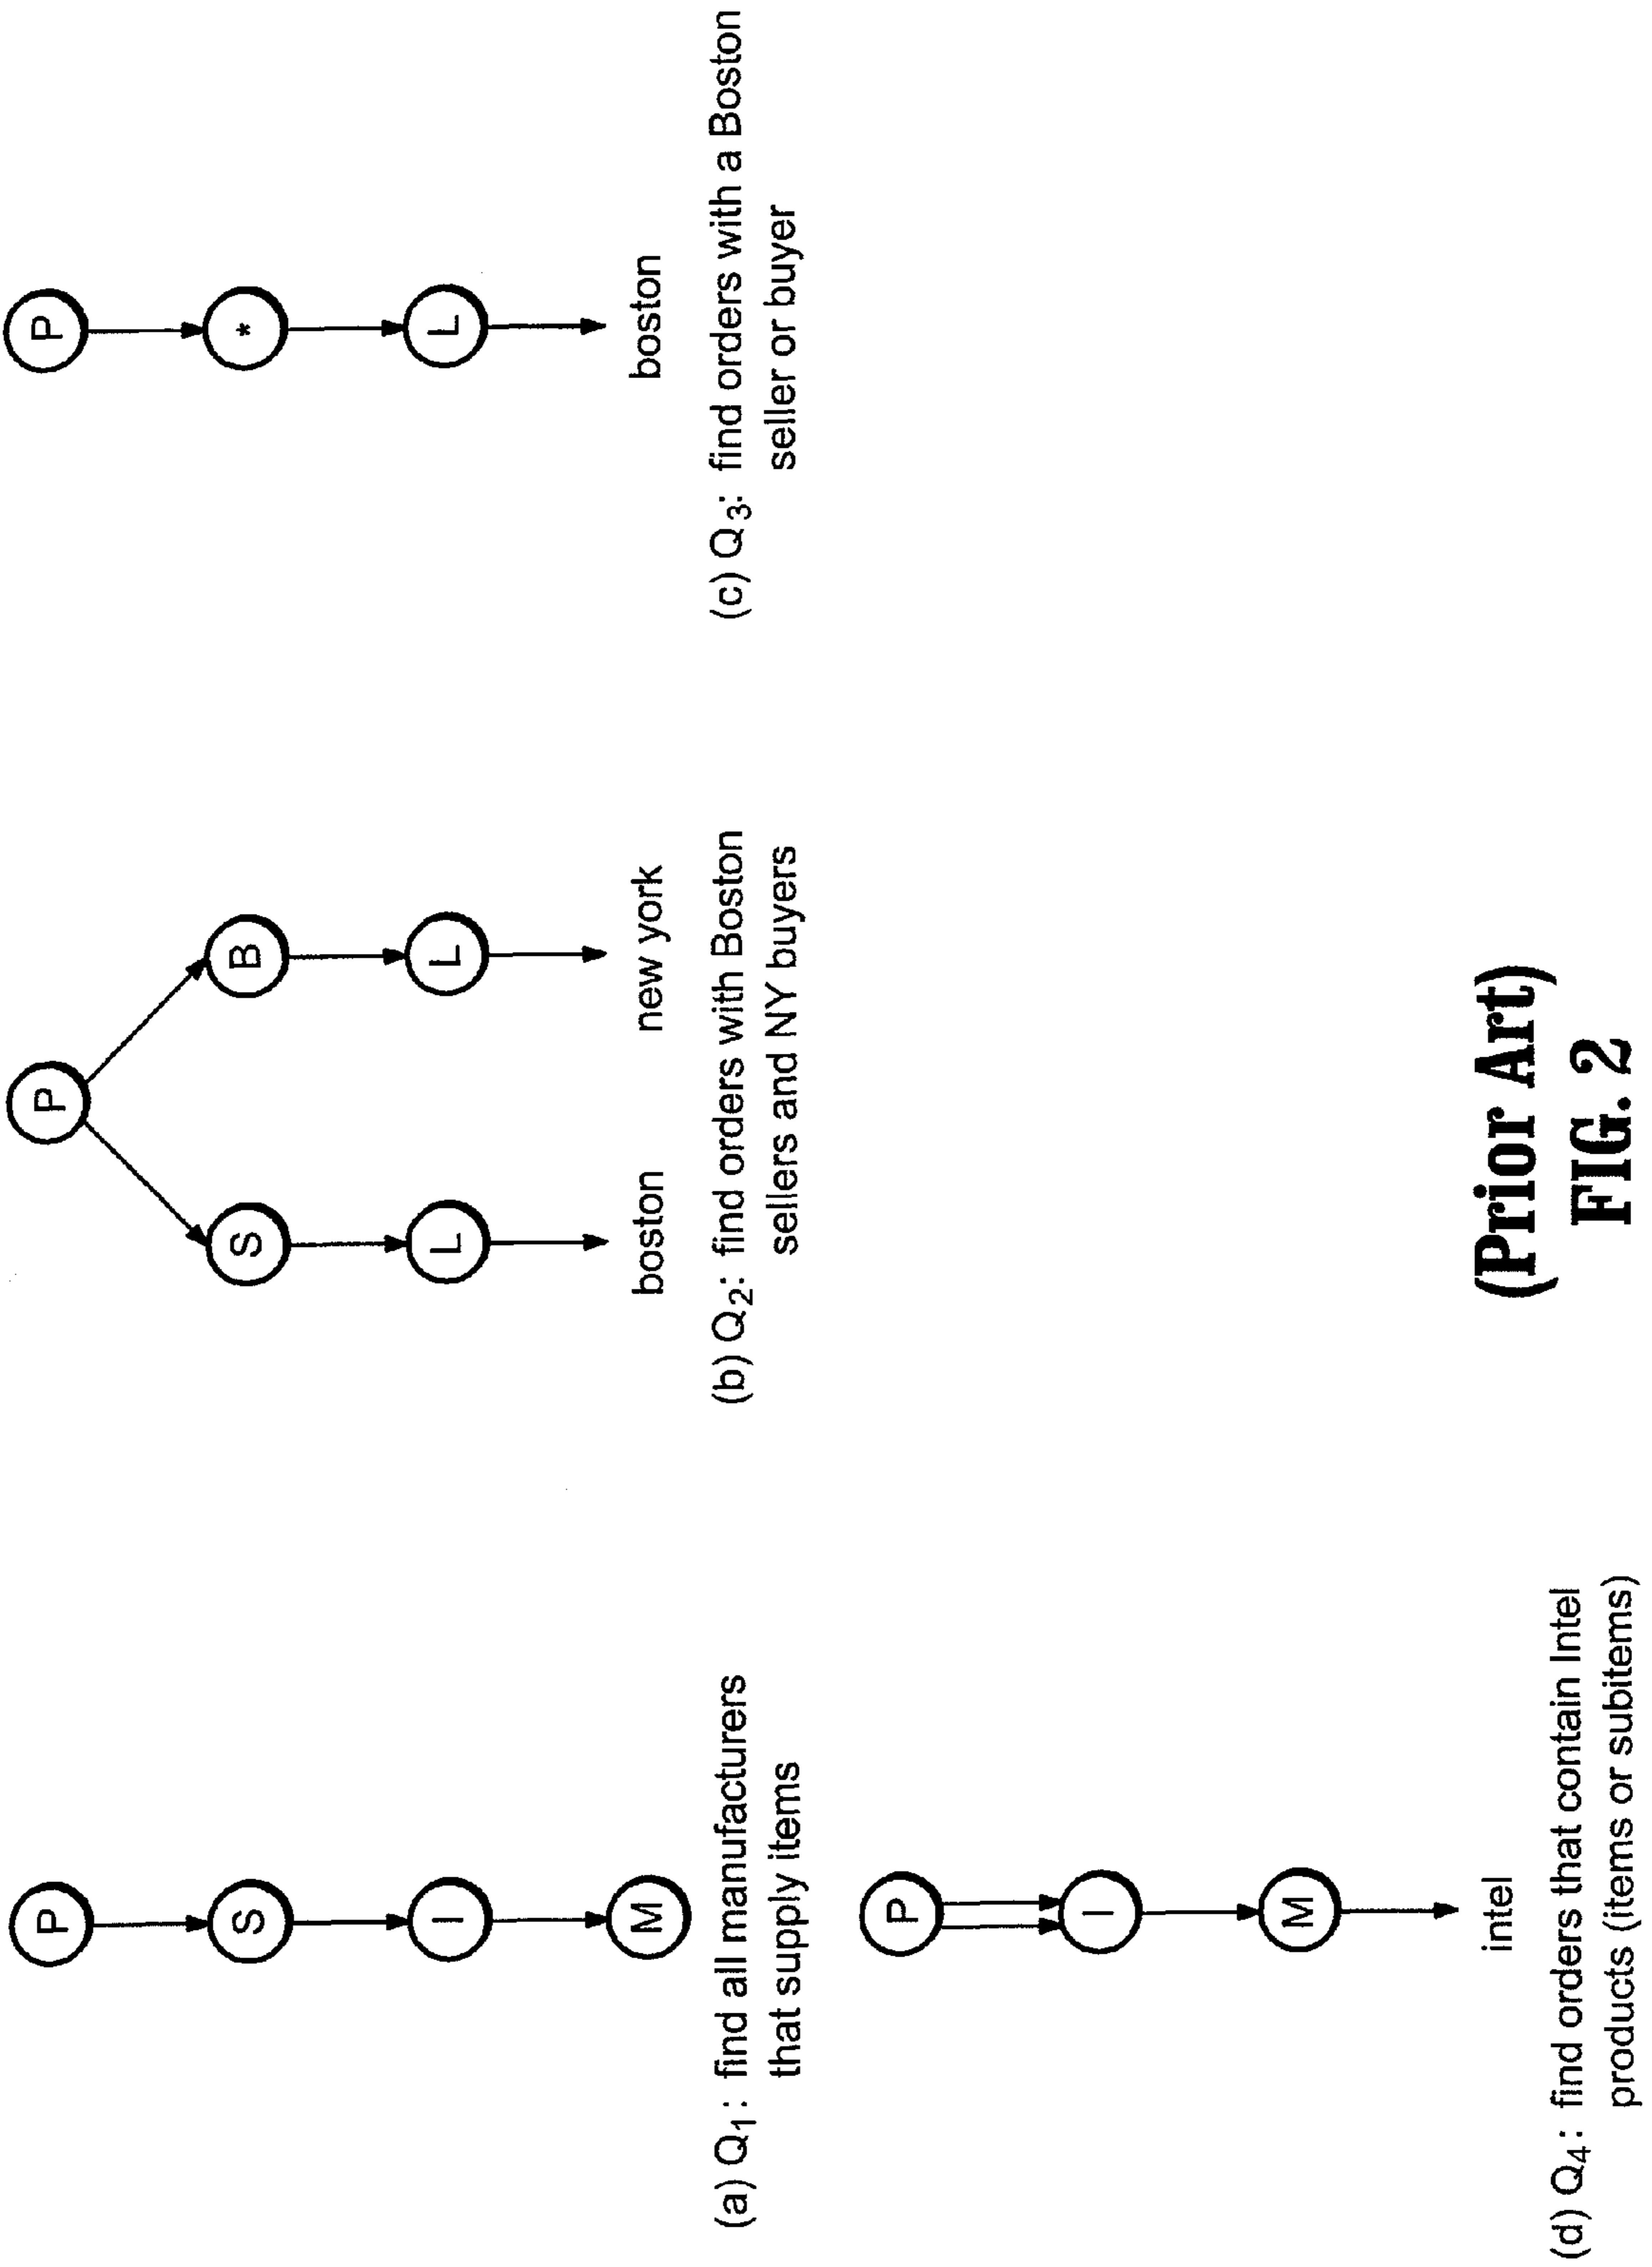 P
S
I
M
(a) Q1: find all manufacturers
that supply items
P
S
B
L
L
boston
new york
(b) Q2: find orders with Boston
sellers and NY buyers
P
*
L
boston
(c) Q3: find orders with a Boston
seller or buyer
P
I
M
intel
(d) Q4: find orders that contain Intel
products (items or subitems)
(Prior Art)
FIG. 2